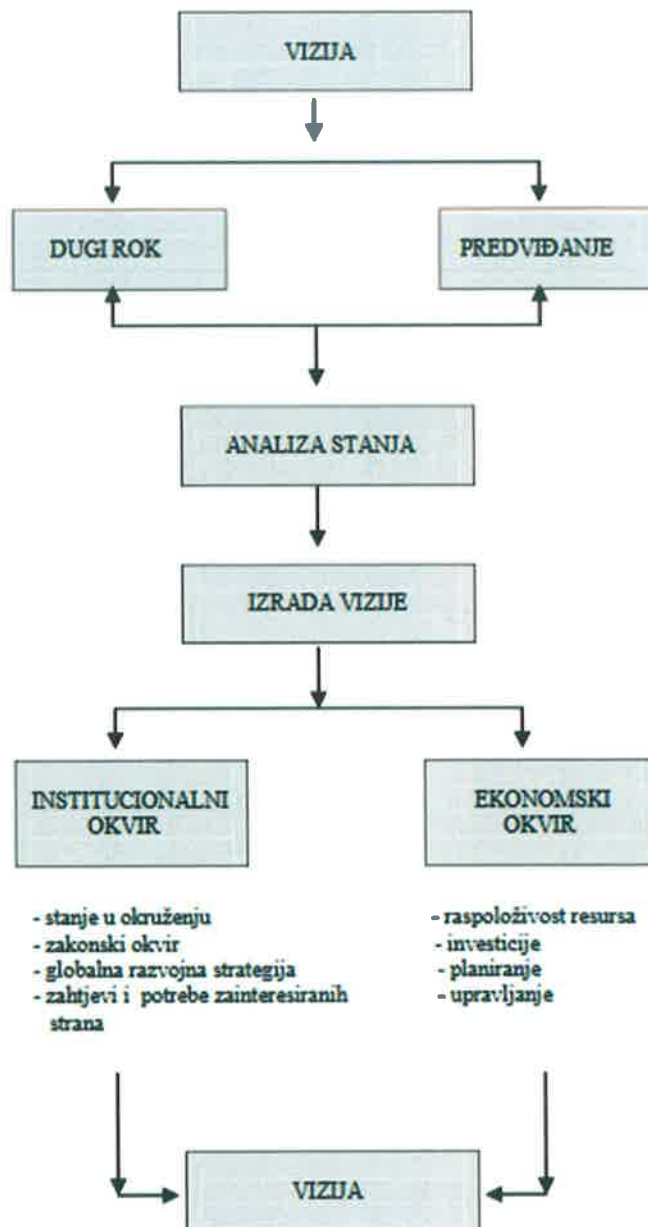 VIZIJA
DUGI ROK
PREDVIĐANJE
ANALIZA STANJA
IZRADA VIZIJE
INSTITUCIONALNI
OKVIR
EKONOMSKI
OKVIR
- stanje u okruženju
- zakonski okvir
- globalna razvojna strategija
- zahtjevi i potrebe zainteresiranih
strana
- raspoloživost resursa
- investicije
- planiranje
- upravljanje
VIZIJA